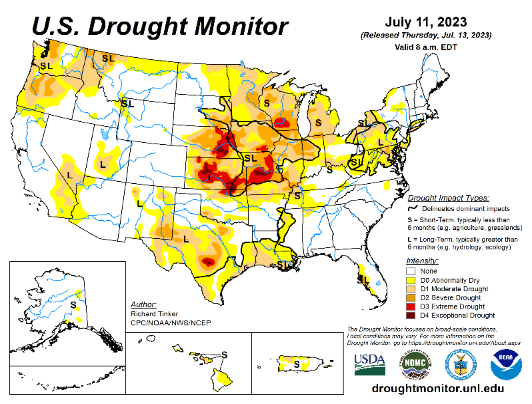 U.S. Drought Monitor
July 11, 2023
(Released Thursday, Jul. 13, 2023)
Valid 8 a.m. EDT
SL
SL
SL
S
S
S
SL
SL
SL
L
L
L
L
L
S
S
L
SL
SL
S
S
S
Drought Impact Types:
Delineates dominant impacts
S = Short-Term, typically less than
6 months (e.g. agriculture, grasslands)
L = Long-Term, typically greater than
6 months (e.g. hydrology, ecology)
Intensity:
None
D0 Abnormally Dry
D1 Moderate Drought
D2 Severe Drought
D3 Extreme Drought
D4 Exceptional Drought
Author:
Richard Tinker
CPC/NOAA/NWS/NCEP
The Drought Monitor focuses on broad-scale conditions.
Local conditions may vary. For more information on the
Drought Monitor, go to https://droughtmonitor.unl.edu/About.aspx
USDA
NDMC
NOAA
droughtmonitor.unl.edu